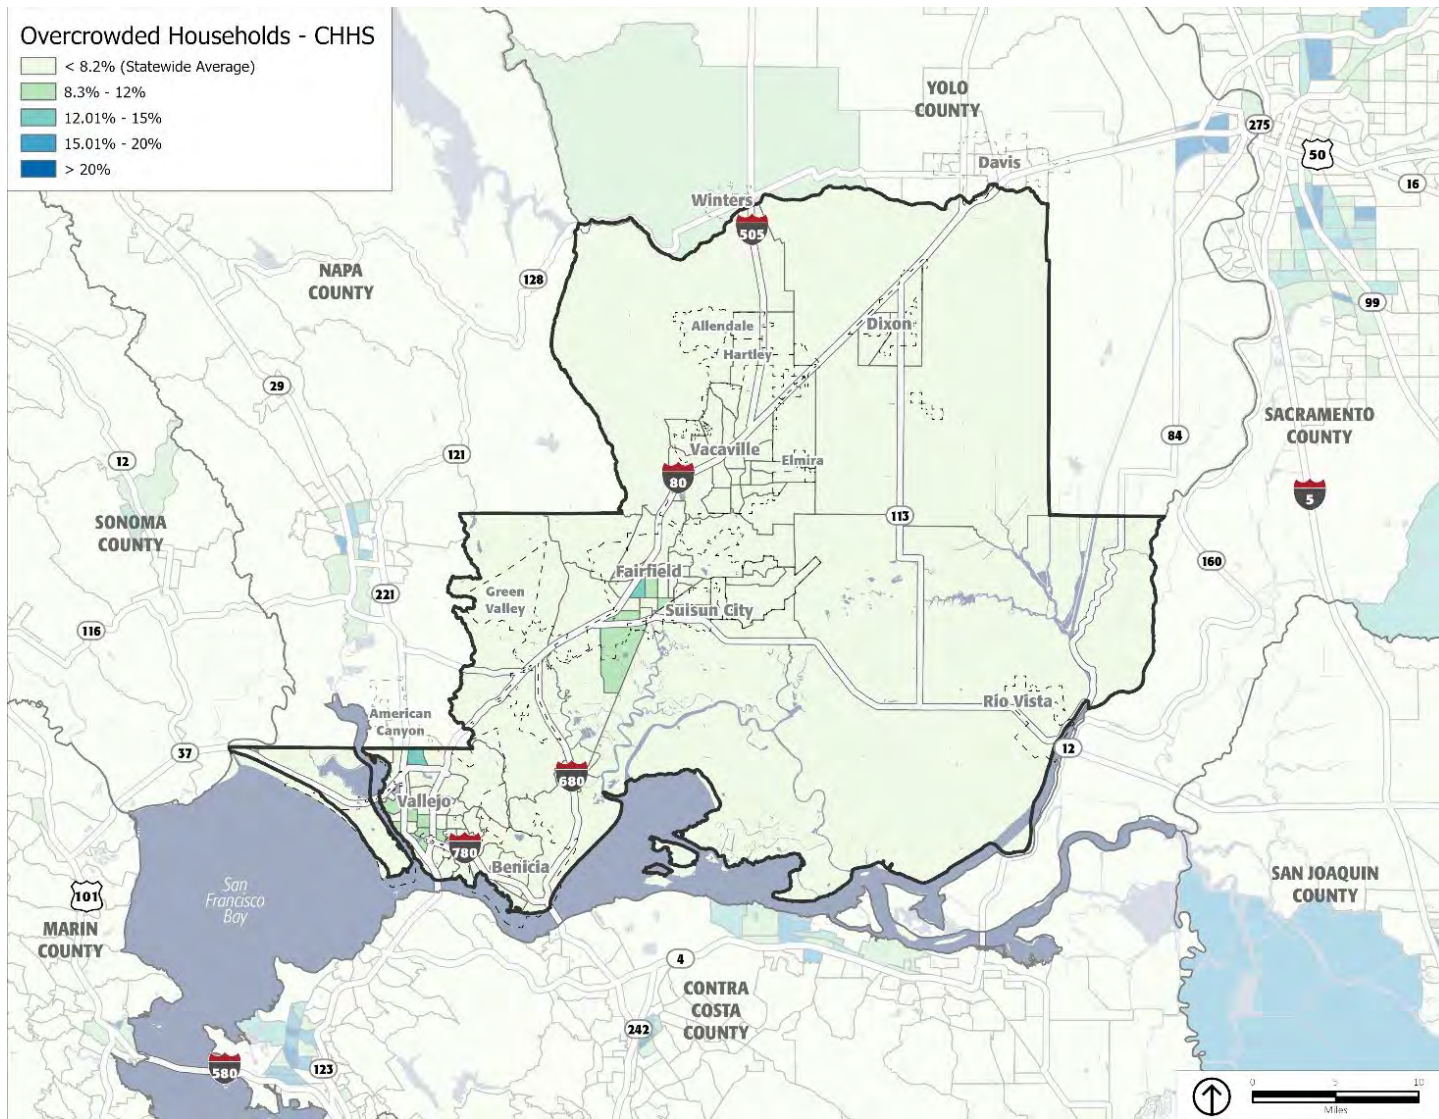 Overcrowded Households - CHHS
< 8.2% (Statewide Average)
8.3% - 12%
12.01% - 15%
15.01% - 20%
> 20%
YOLO
COUNTY
275
50
Davis
16
Winters
505
NAPA
COUNTY
128
99
Allendale
Dixon
Hartley
29
SACRAMENTO
COUNTY
84
121
12
Vacaville
Elmira
80
5
SONOMA
COUNTY
113
160
Fairfield
Green
Valley
221
Suisun City
116
Rio Vista
American
Canyon
37
12
680
Vallejo
780
Benicia
San
Francisco
Bay
101
MARIN
COUNTY
SAN JOAQUIN
COUNTY
4
CONTRA
COSTA
COUNTY
242
580
123
0 5 10
Miles